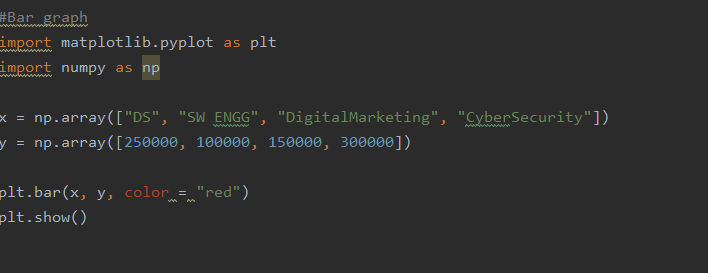 #Bar graph
import matplotlib.pyplot as plt
import numpy as np
x = np.array(["DS", "SW ENGG", "DigitalMarketing", "CyberSecurity"])
y = np.array([250000, 100000, 150000, 300000])
plt.bar(x, y, color = "red")
plt.show()